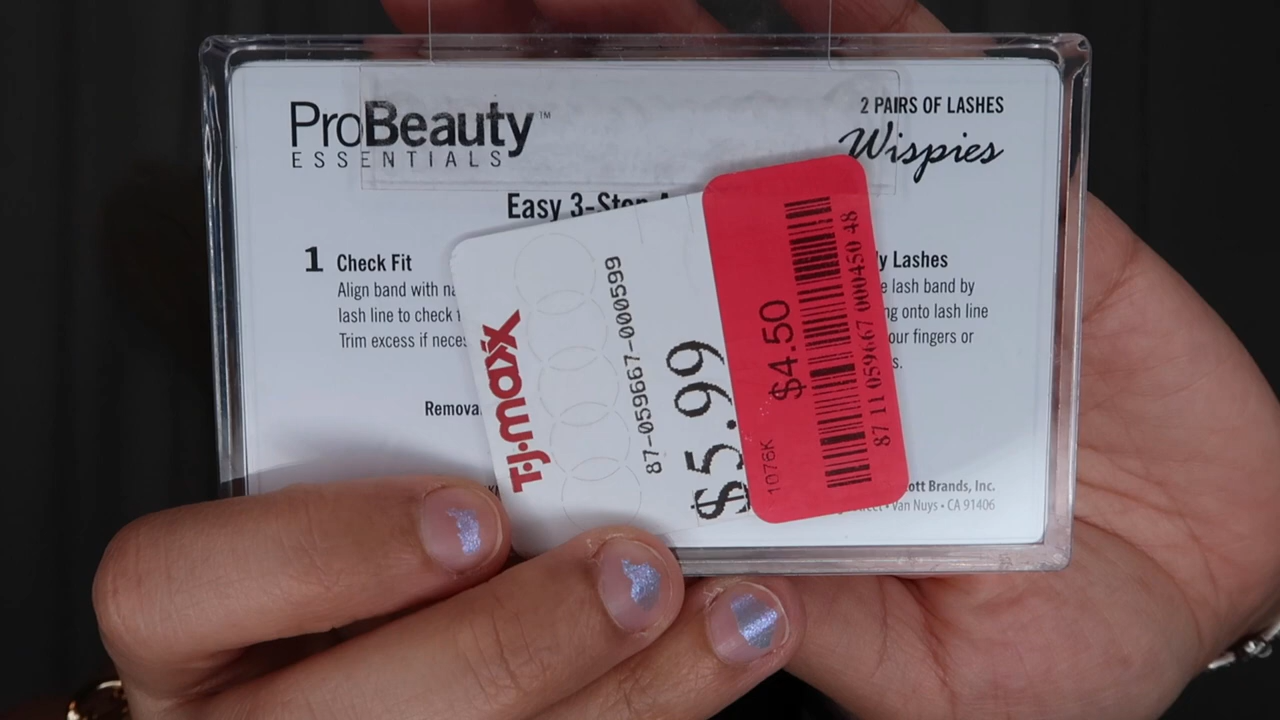 ProBeauty™
ESSENTIALS
2 PAIRS OF LASHES
Wispies
Easy 3-Step
1 Check Fit
Align band with
lash line to check
Trim excess if
Lashes
lash band by
onto lash line
your fingers or
T·J·maxx
87-059667-000599
$5.99
1076K
$4.50
87 11 059667 000450 48
Brands, Inc.
• Van Nuys • CA 91406